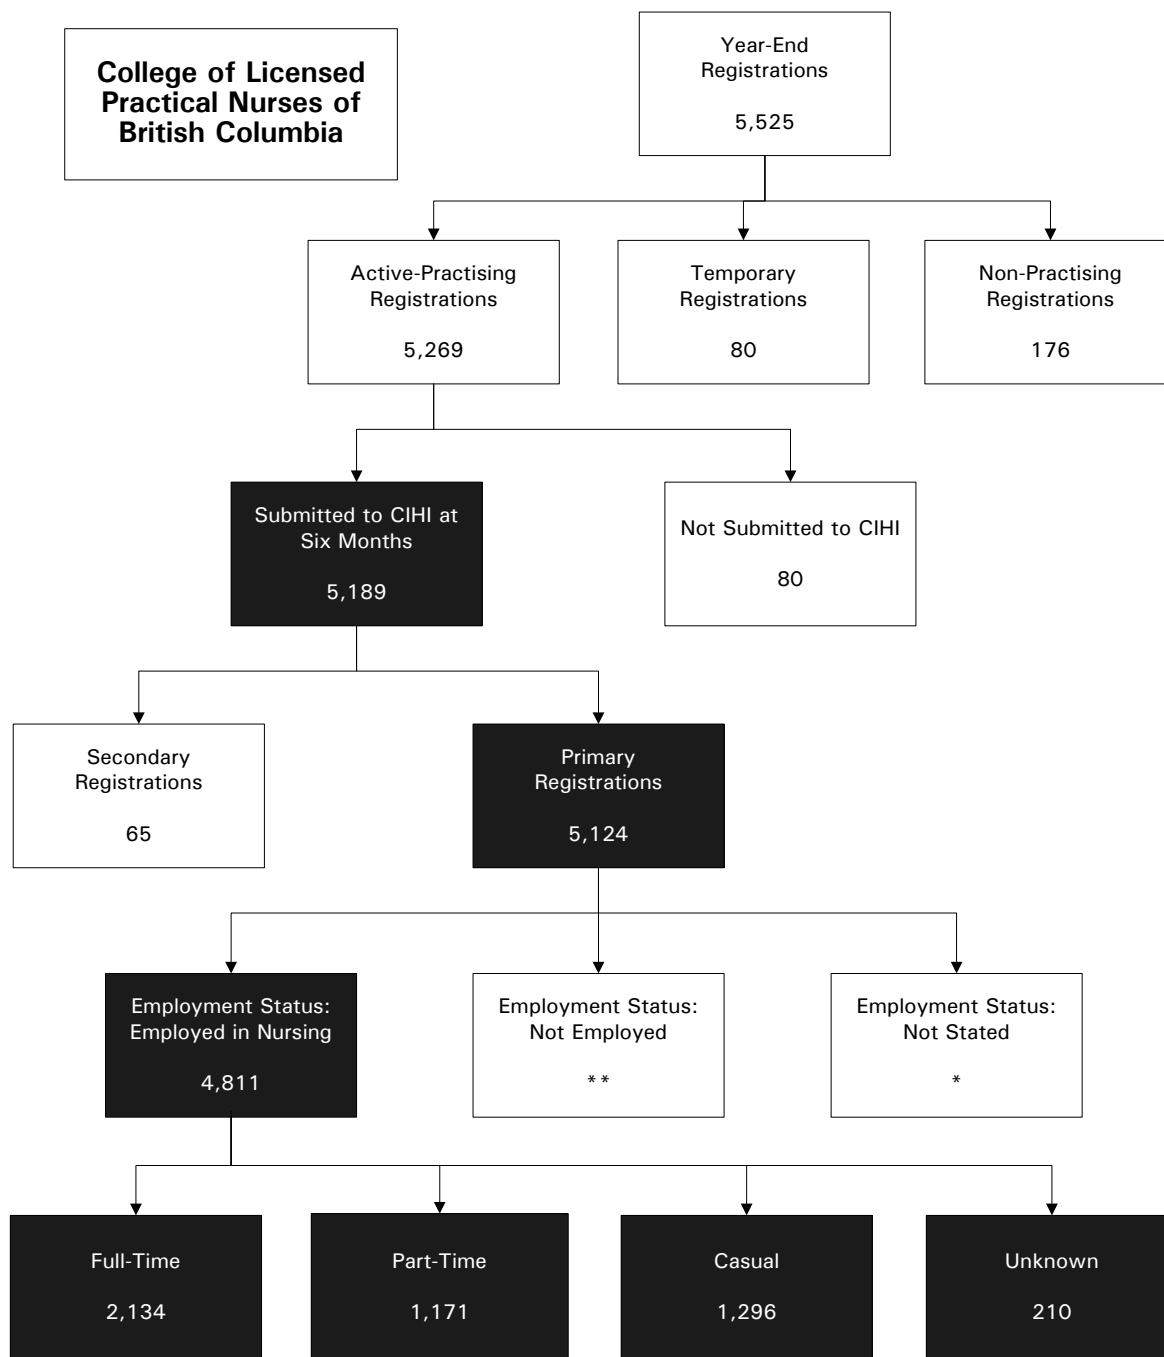 College of Licensed
Practical Nurses of
British Columbia
Year-End
Registrations
5,525
Active-Practising
Registrations
5,269
Temporary
Registrations
80
Non-Practising
Registrations
176
Submitted to CIHI at
Six Months
5,189
Not Submitted to CIHI
80
Secondary
Registrations
65
Primary
Registrations
5,124
Employment Status:
Employed in Nursing
4,811
Employment Status:
Not Employed
**
Employment Status:
Not Stated
*
Full-Time
2,134
Part-Time
1,171
Casual
1,296
Unknown
210